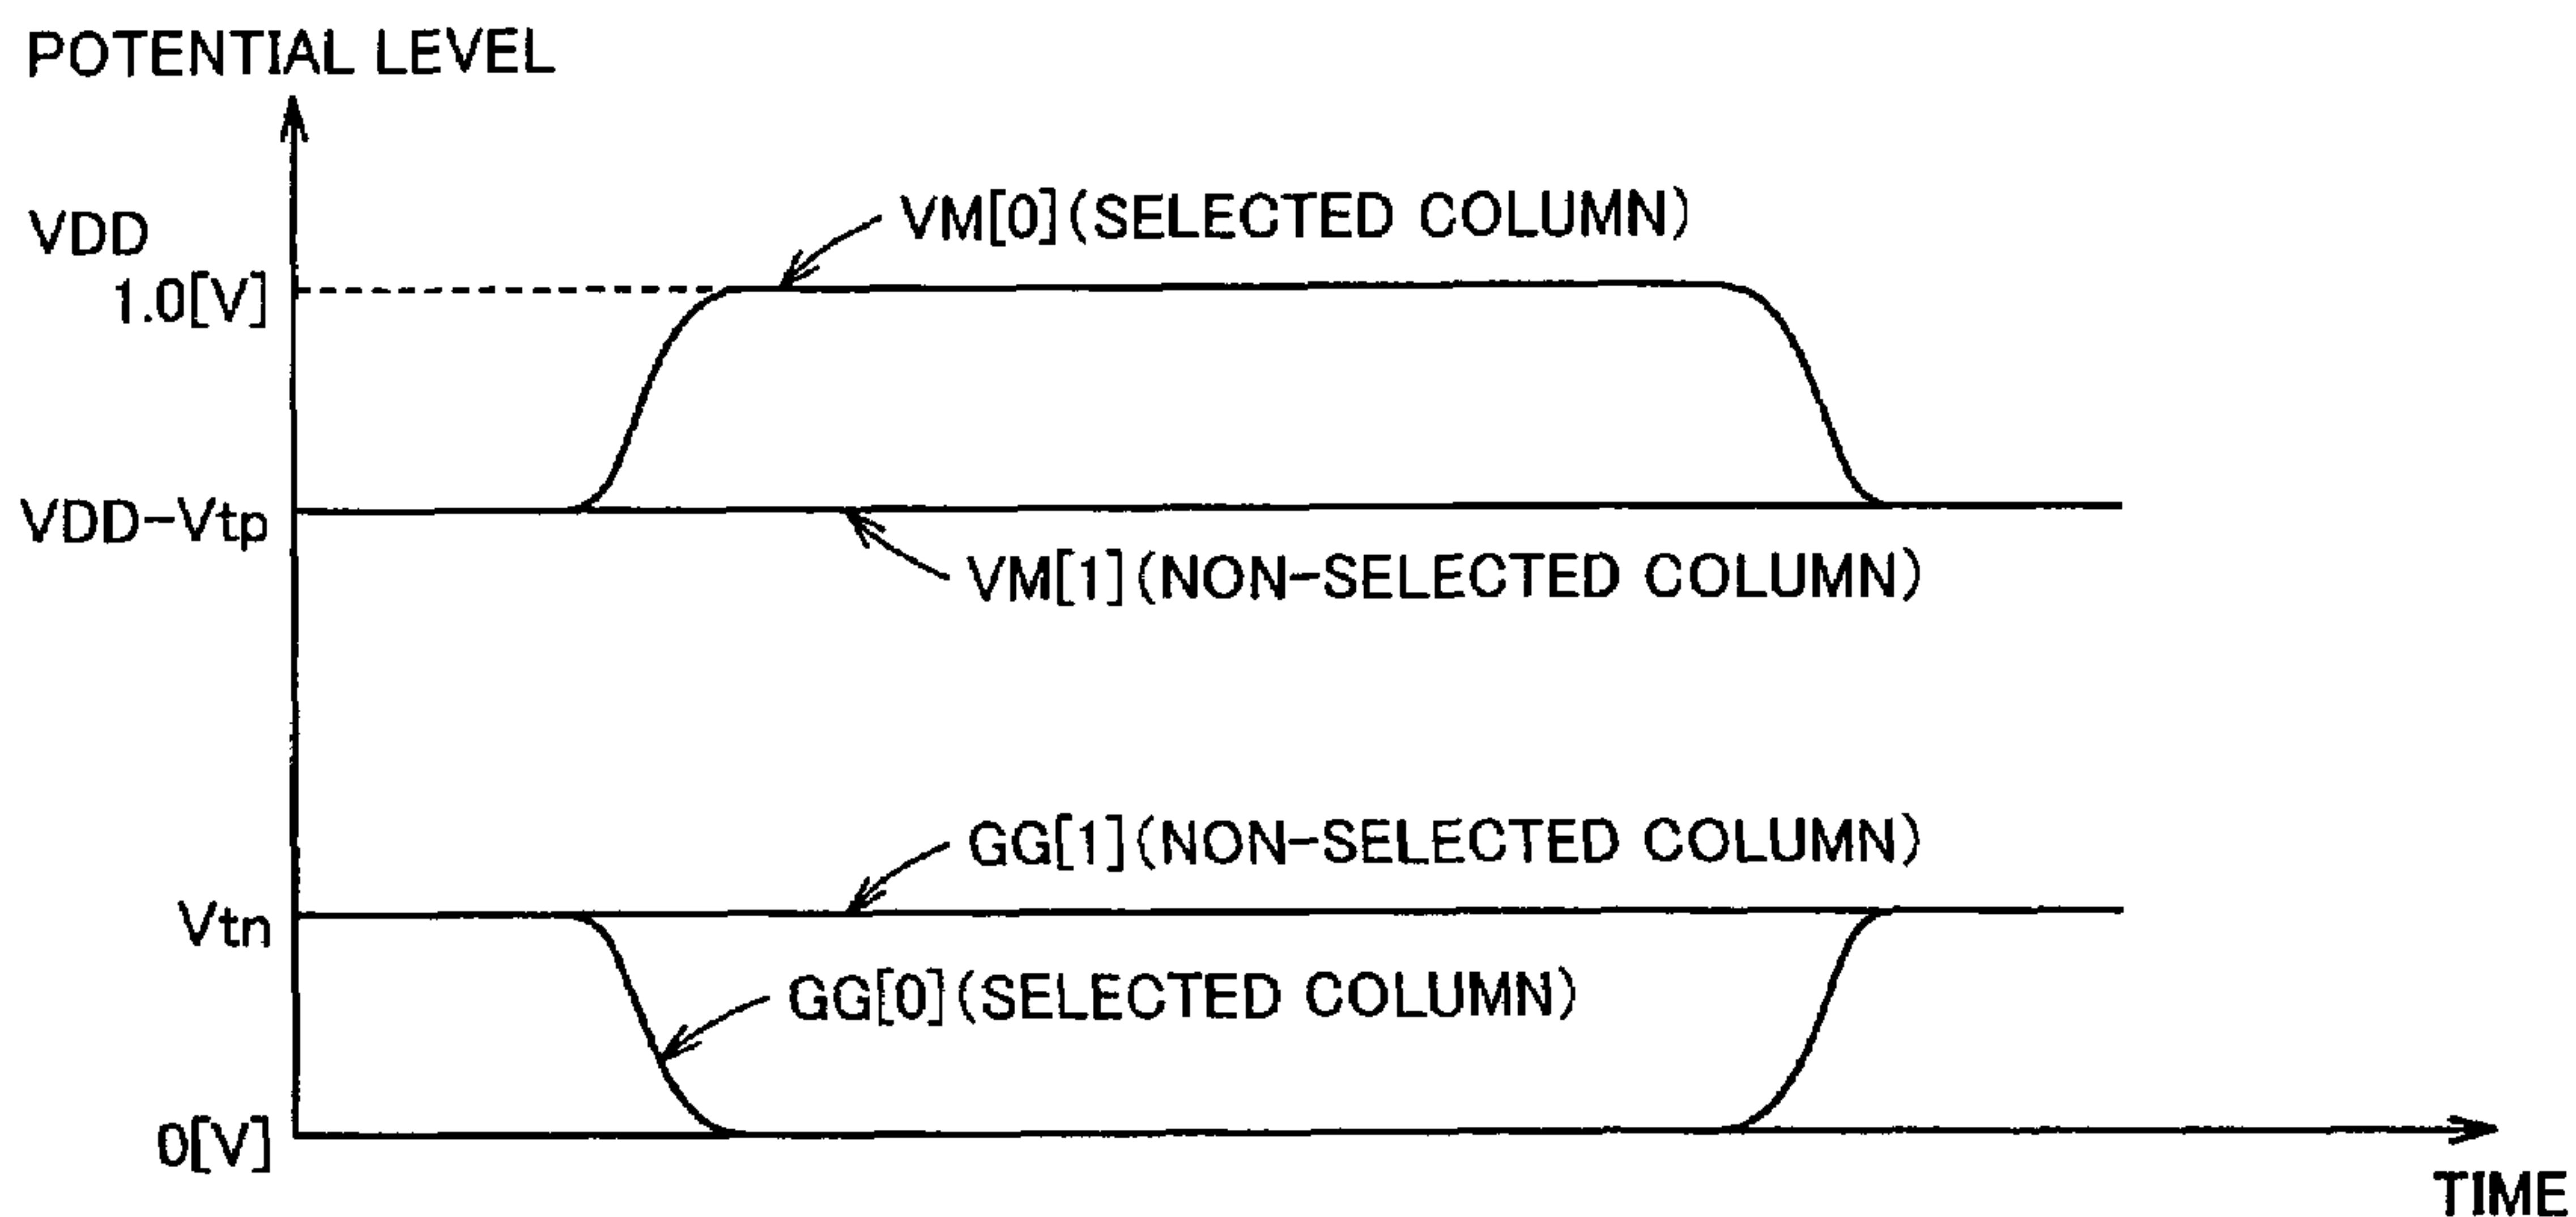 POTENTIAL LEVEL
VM[0](SELECTED COLUMN)
VDD
1.0[V]
VDD-Vtp
VM[1](NON-SELECTED COLUMN)
GG[1](NON-SELECTED COLUMN)
Vtn
GG[0](SELECTED COLUMN)
0[V]
TIME